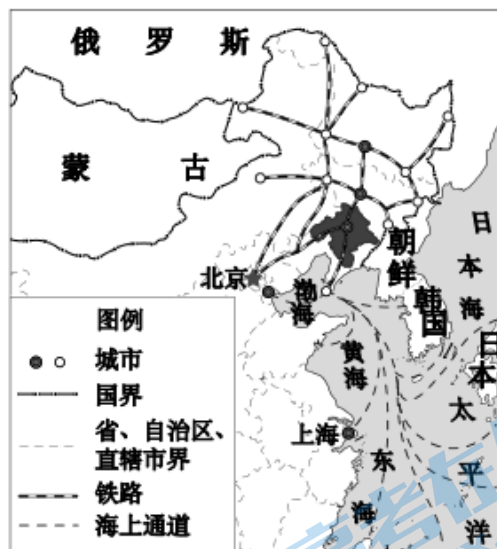 俄罗斯
蒙古
北京
渤海
朝鲜
韩国
日本海
日本
黄海
上海
东海
太平洋
图例
城市
国界
省、自治区、
直辖市界
铁路
海上通道